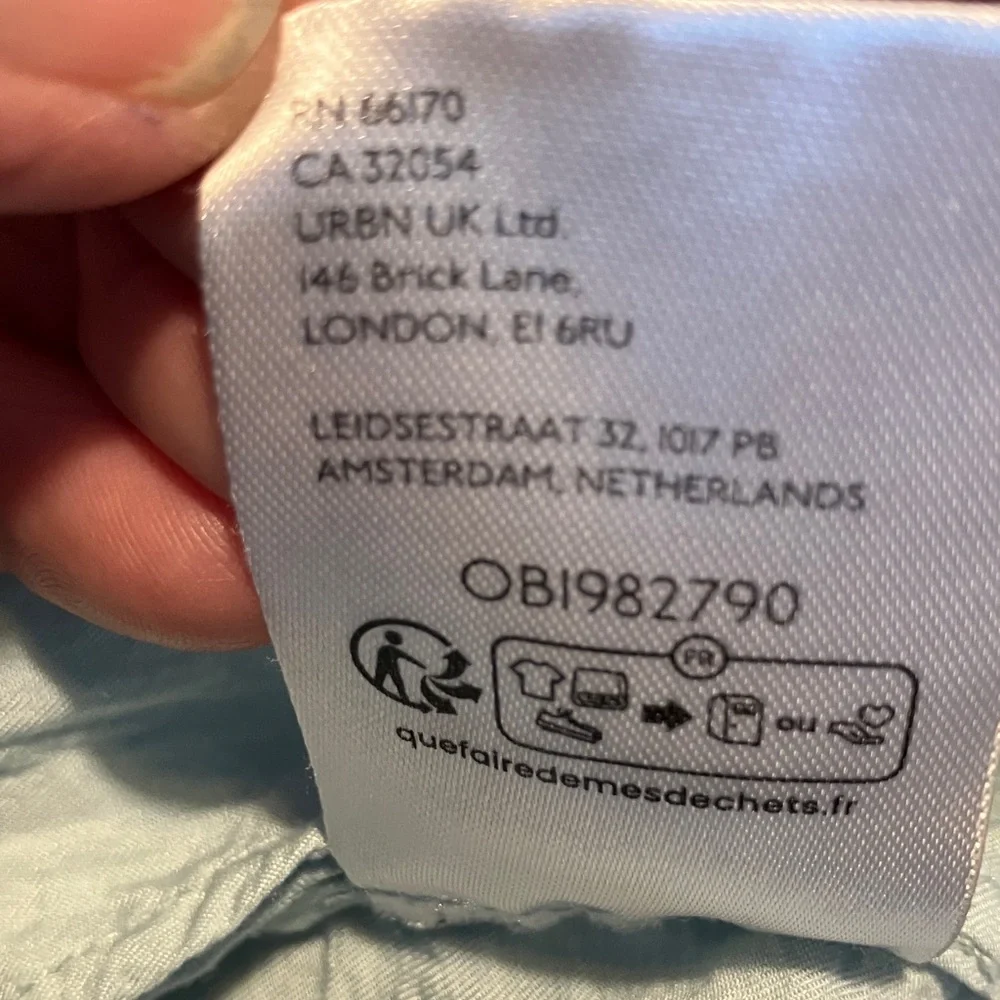 RN 66170
CA 32054
URBN UK Ltd.
146 Brick Lane,
LONDON, E1 6RU
LEIDSESTRAAT 32, 1017 PB
AMSTERDAM, NETHERLANDS
OB1982790
FR
ou
quefairedemesdechets.fr